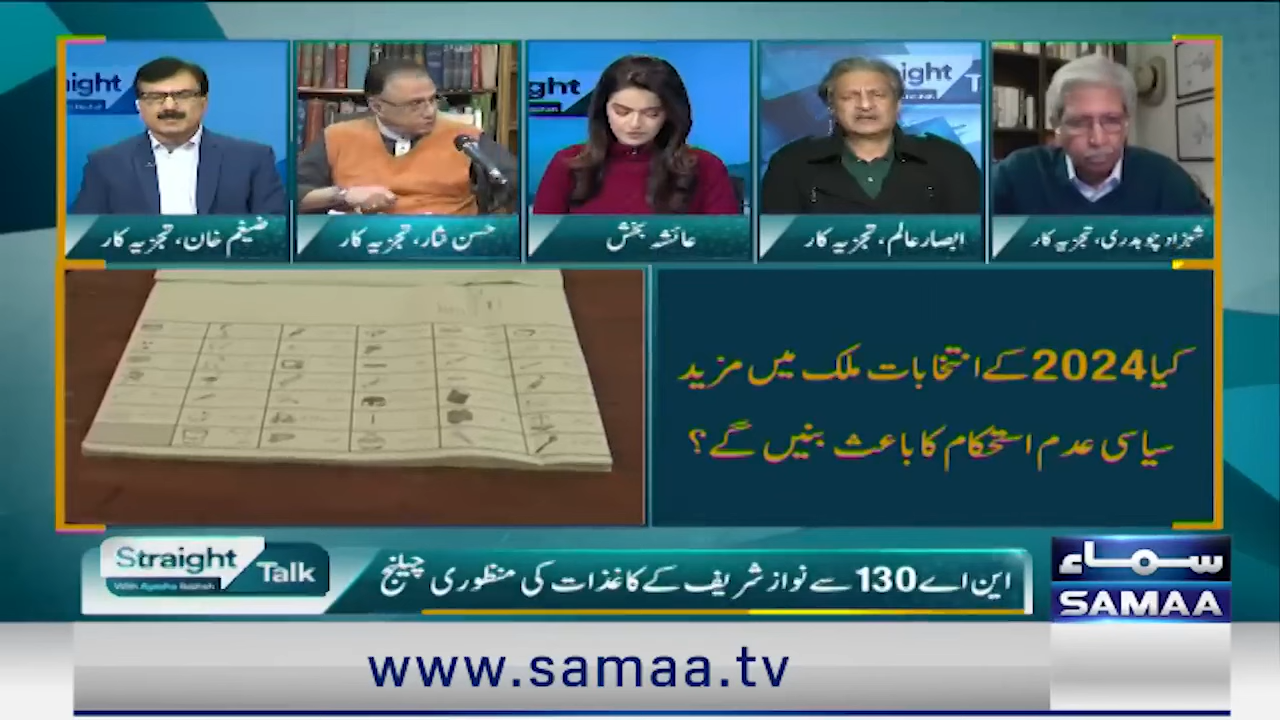 Straight
ضیغم خان، تجزیہ کار
حسن نثار، تجزیہ کار
عائشہ بخش
ابصار عالم، تجزیہ کار
شہزاد چوہدری، تجزیہ کار
کیا 2024 کے انتخابات ملک میں مزید
سیاسی عدم استحکام کا باعث بنیں گے؟
Straight
Talk
With Ayesha Bakhsh
این اے 130 سے نواز شریف کے کاغذات کی منظوری چیلنج
سماء
SAMAA
www.samaa.tv